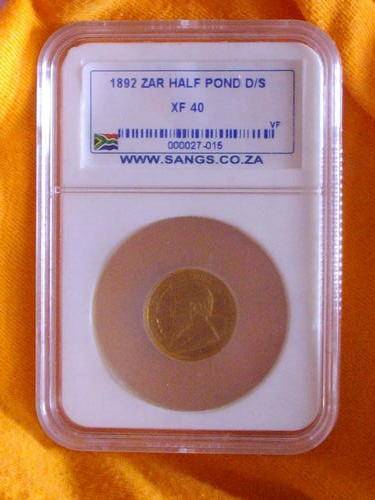 1892 ZAR HALF POND D/S
XF 40
VF
000027-015
WWW.SANGS.CO.ZA